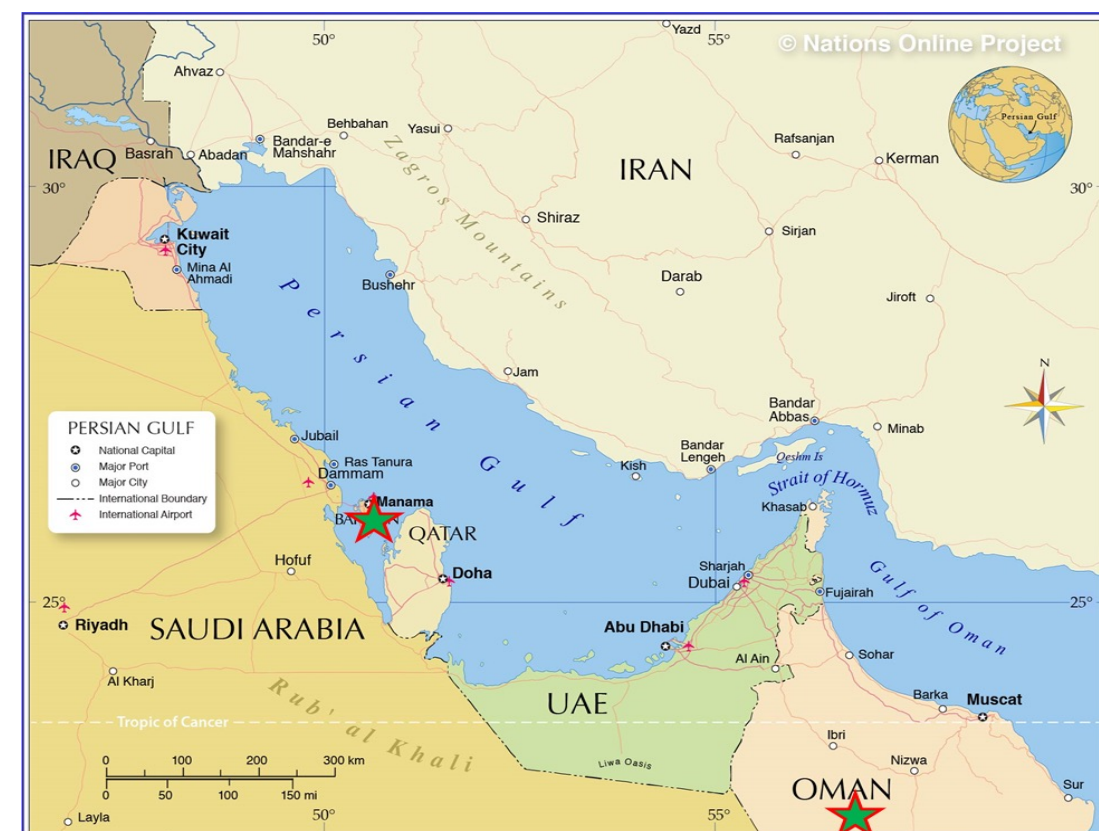 50°
55°
Yazd
© Nations Online Project
Ahvaz
Behbahan
Yasui
Bandar-e
Mahshahr
Rafsanjan
Persian Gulf
IRAQ
Basrah
Abadan
Zagros Mountains
IRAN
Kerman
30°
30°
Shiraz
Kuwait
City
Sirjan
Mina Al
Ahmadi
Bushehr
Darab
Jiroft
Persian Gulf
Jam
N
Bandar
Abbas
Minab
PERSIAN GULF
National Capital
Major Port
Major City
International Boundary
International Airport
Jubail
Ras Tanura
Dammam
Bandar
Lengeh
Kish
Qeshm Is
Strait of Hormuz
Khasab
Manama
QATAR
Hofuf
Doha
Sharjah
Dubai
Fujairah
Gulf of Oman
25°
25°
Riyadh
SAUDI ARABIA
Abu Dhabi
Al Ain
Sohar
Al Kharj
Rub' al Khali
UAE
Barka
Muscat
Tropic of Cancer
Ibri
Nizwa
Liwa Oasis
0 100 200 300 km
0 50 100 150 mi
OMAN
Sur
Layla
50°
55°